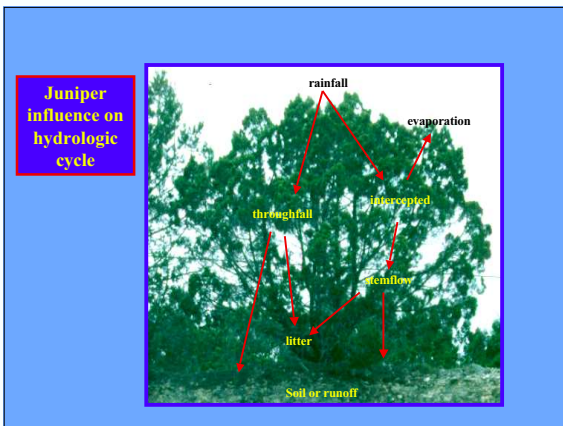 Juniper
influence on
hydrologic
cycle
rainfall
evaporation
intercepted
throughfall
stemflow
litter
Soil or runoff